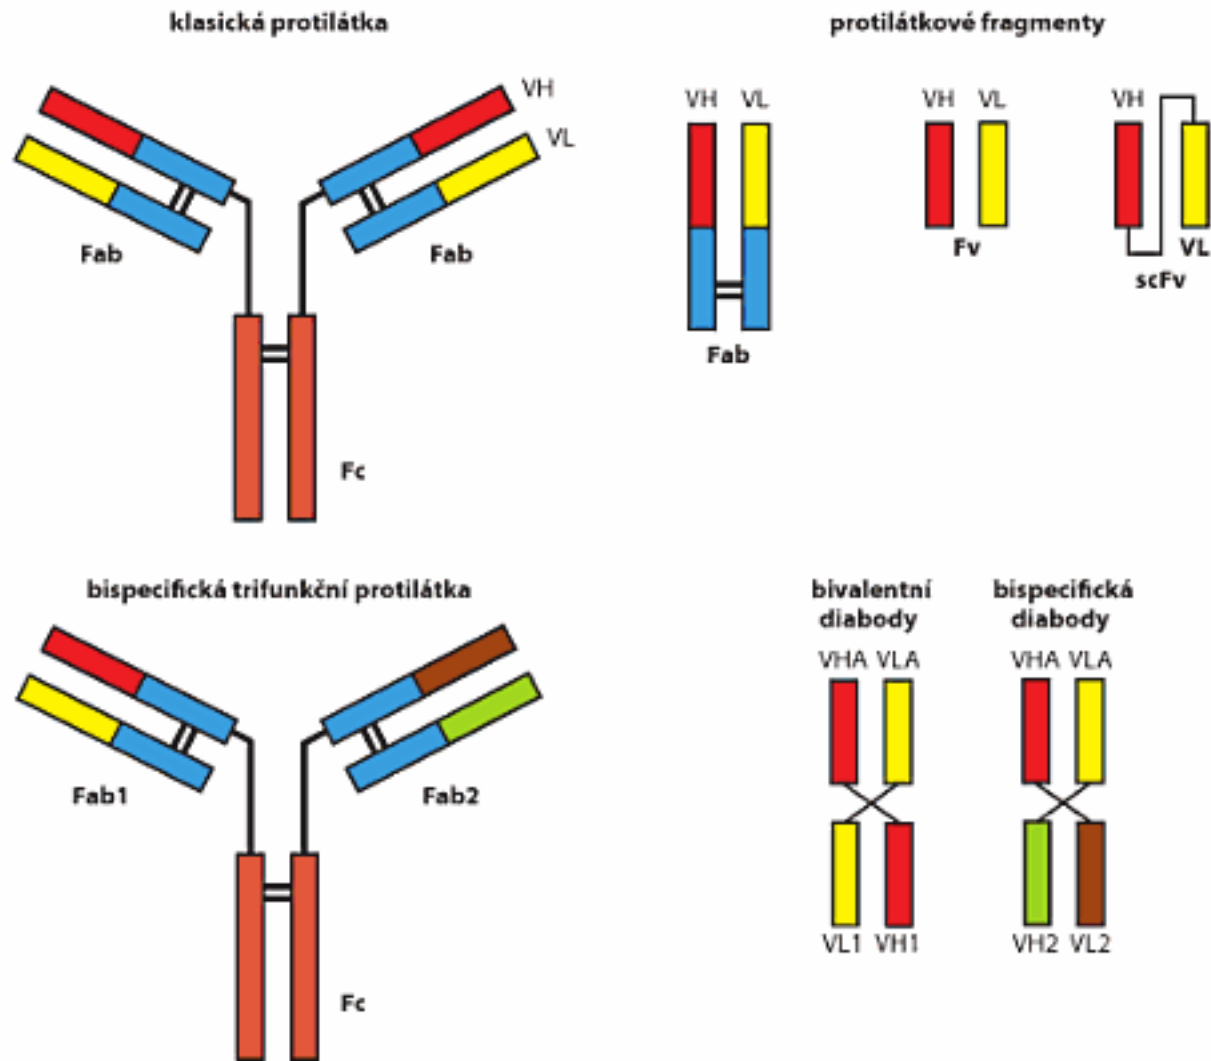 klasická protilátka
VH
VL
Fab
Fab
Fc
protilátkové fragmenty
VH VL
Fab
VH VL
Fv
VH
VL
scFv
bispecifická trifunkční protilátka
Fab1
Fab2
Fc
bivalentní
diabody
VHA VLA
VL1 VH1
bispecifická
diabody
VHA VLA
VH2 VL2